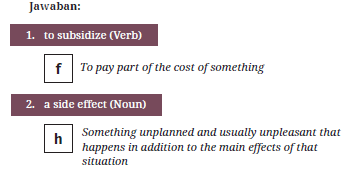 Jawaban:
1. to subsidize (Verb)
f To pay part of the cost of something
2. a side effect (Noun)
h Something unplanned and usually unpleasant that
happens in addition to the main effects of that
situation